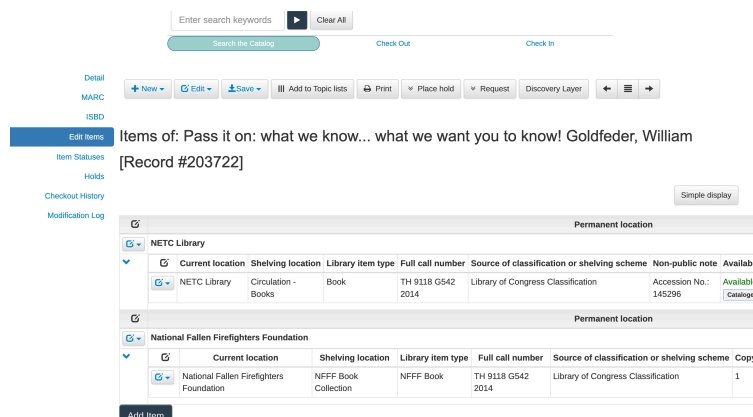 Enter search keywords Clear All
Search the Catalog Check Out Check In
Detail
MARC
ISBD
Edit Items
Item Statuses
Holds
Checkout History
Modification Log
New Edit Save Add to Topic lists Print Place hold Request Discovery Layer
Items of: Pass it on: what we know... what we want you to know! Goldfeder, William
[Record #203722]
Simple display
Permanent location
NETC Library
Current location Shelving location Library item type Full call number Source of classification or shelving scheme Non-public note Availab
NETC Library Circulation - Book TH 9118 G542 Library of Congress Classification Accession No.: Available
Books 2014 145296 Cataloge
Permanent location
National Fallen Firefighters Foundation
Current location Shelving location Library item type Full call number Source of classification or shelving scheme Copy
National Fallen Firefighters NFFF Book NFFF Book TH 9118 G542 Library of Congress Classification 1
Foundation Collection 2014
Add Item